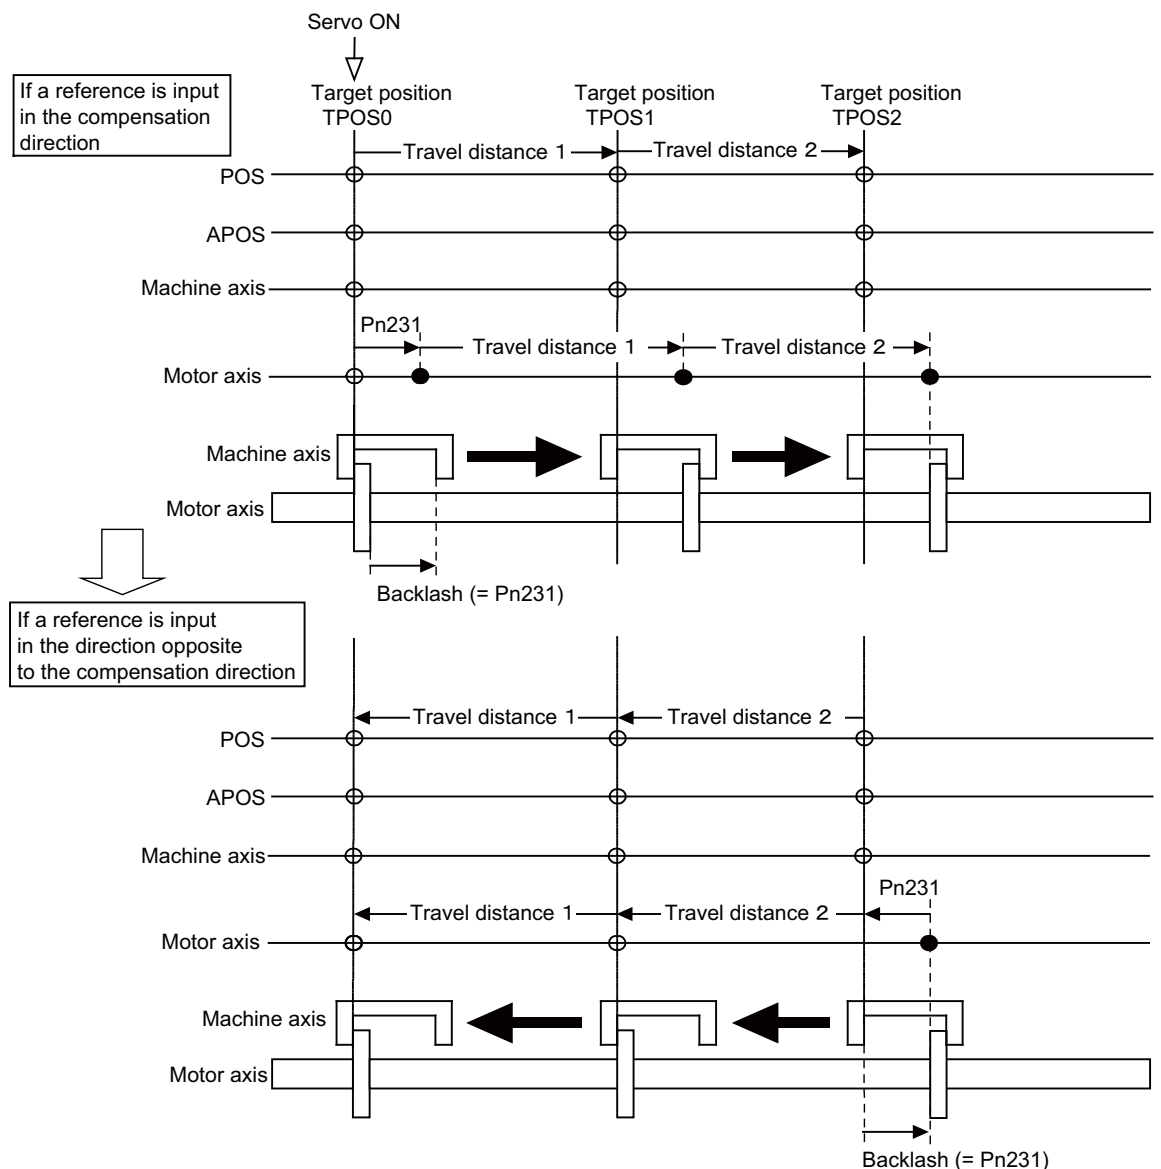 Servo ON
If a reference is input
in the compensation
direction
Target position
TPOS0
Target position
TPOS1
Target position
TPOS2
Travel distance 1
Travel distance 2
POS
APOS
Machine axis
Pn231
Travel distance 1
Travel distance 2
Motor axis
Machine axis
Motor axis
Backlash (= Pn231)
If a reference is input
in the direction opposite
to the compensation direction
Travel distance 1
Travel distance 2
POS
APOS
Machine axis
Pn231
Travel distance 1
Travel distance 2
Motor axis
Machine axis
Motor axis
Backlash (= Pn231)